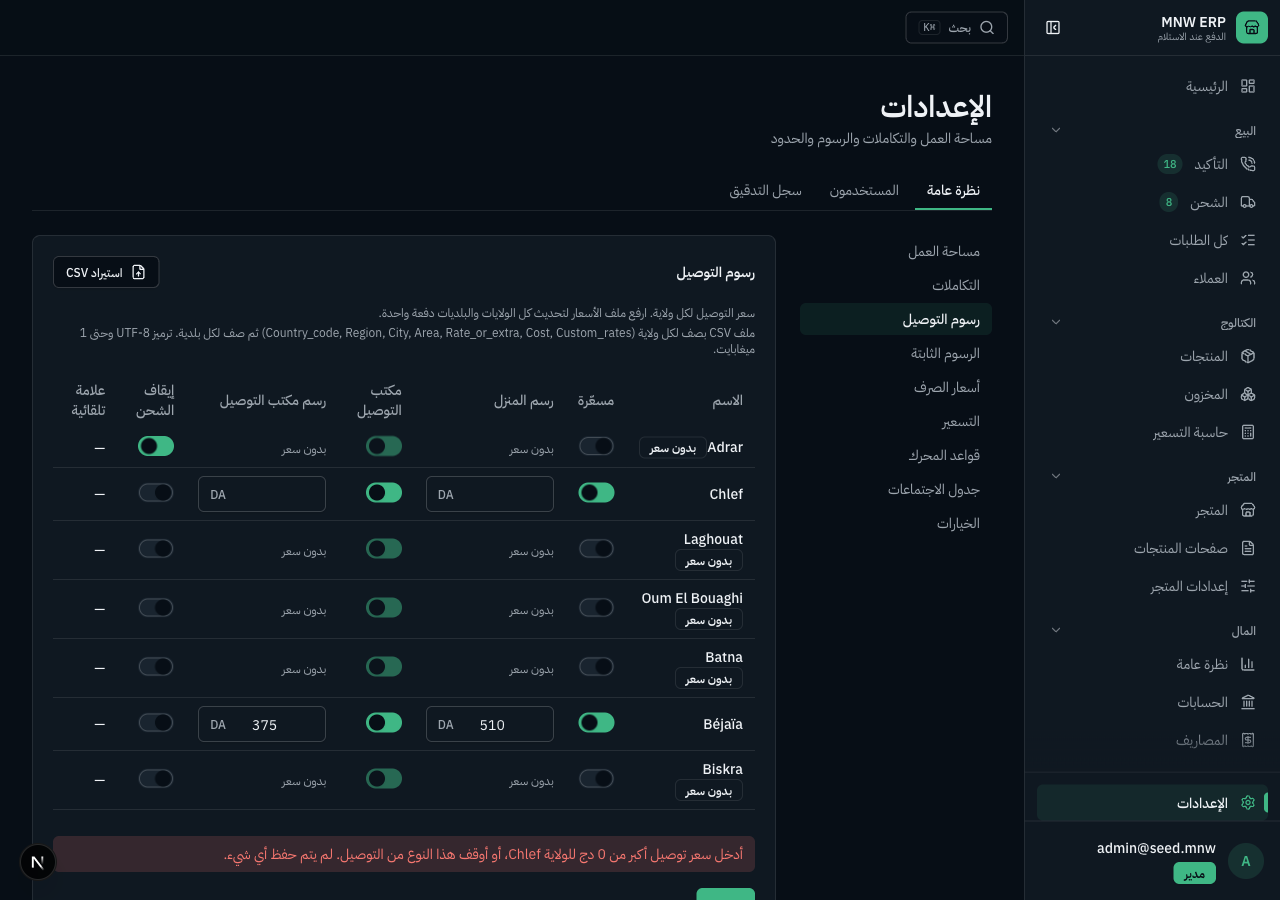 MNW ERP
الدفع عند الاستلام
بحث
⌘K
الرئيسية
البيع
التأكيد 18
الشحن 8
كل الطلبات
العملاء
الكتالوج
المنتجات
المخزون
حاسبة التسعير
المتجر
المتجر
صفحات المنتجات
إعدادات المتجر
المال
نظرة عامة
الحسابات
المصاريف
الإعدادات
admin@seed.mnw
مدير
A
الإعدادات
مساحة العمل والتكاملات والرسوم والحدود
نظرة عامة المستخدمون سجل التدقيق
مساحة العمل
التكاملات
رسوم التوصيل
الرسوم الثابتة
أسعار الصرف
التسعير
قواعد المحرك
جدول الاجتماعات
الخيارات
رسوم التوصيل
استيراد CSV
سعر التوصيل لكل ولاية. ارفع ملف الأسعار لتحديث كل الولايات والبلديات دفعة واحدة.
ملف CSV بصف لكل ولاية (Country_code, Region, City, Area, Rate_or_extra, Cost, Custom_rates) ثم صف لكل بلدية. ترميز UTF-8 وحتى 1
ميغابايت.
الاسم مسعّرة رسم المنزل مكتب التوصيل رسم مكتب التوصيل إيقاف الشحن علامة تلقائية
Adrar بدون سعر بدون سعر بدون سعر —
Chlef DA DA —
Laghouat
بدون سعر بدون سعر بدون سعر —
Oum El Bouaghi
بدون سعر بدون سعر بدون سعر —
Batna
بدون سعر بدون سعر بدون سعر —
Béjaïa 510 DA 375 DA —
Biskra
بدون سعر بدون سعر بدون سعر —
أدخل سعر توصيل أكبر من 0 دج للولاية Chlef، أو أوقف هذا النوع من التوصيل. لم يتم حفظ أي شيء.
N